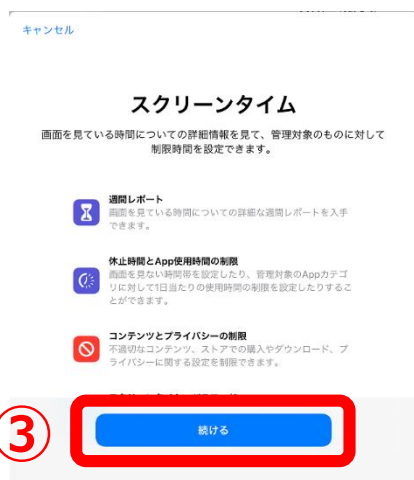 キャンセル
スクリーンタイム
画面を見ている時間についての詳細情報を見て、管理対象のものに対して
制限時間を設定できます。
週間レポート
画面を見ている時間についての詳細な週間レポートを入手
できます。
休止時間とApp使用時間の制限
画面を見ない時間帯を設定したり、管理対象のAppカテゴ
リに対して1日当たりの使用時間の制限を設定したりするこ
とができます。
コンテンツとプライバシーの制限
不適切なコンテンツ、ストアでの購入やダウンロード、プ
ライバシーに関する設定を制限できます。
③
続ける